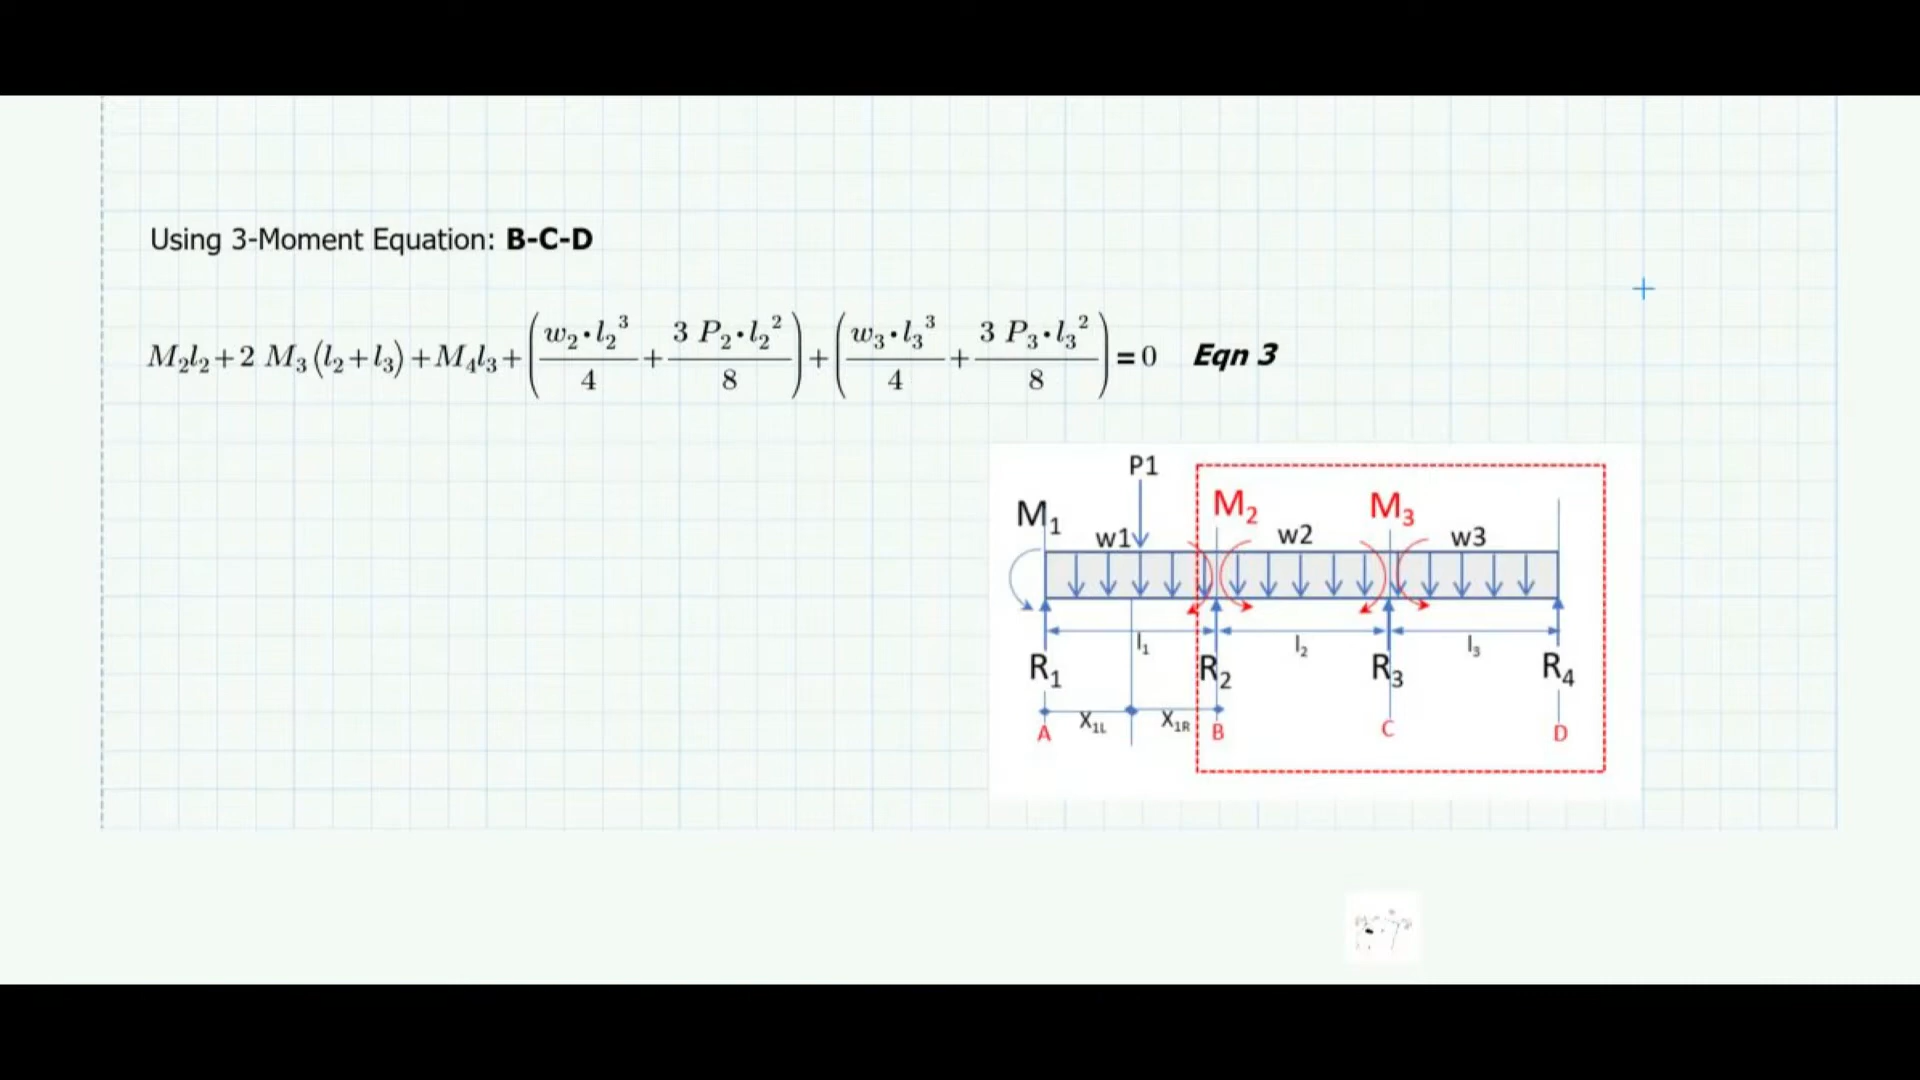 Using 3-Moment Equation: B-C-D
M₂l₂+2 M₃(l₂+l₃)+M₄l₃+(w₂•l₂³/4+3 P₂•l₂²/8)+(w₃•l₃³/4+3 P₃•l₃²/8)=0 Eqn 3
P1
M₁ M₂ M₃
w1 w2 w3
l₁ l₂ l₃
R₁ R₂ R₃ R₄
X₁L X₁R
A B C D